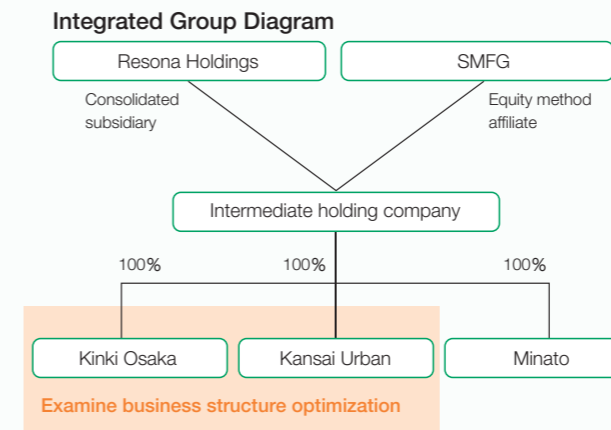 Integrated Group Diagram
Resona Holdings
SMFG
Consolidated
subsidiary
Equity method
affiliate
Intermediate holding company
100%
100%
100%
Kinki Osaka
Kansai Urban
Minato
Examine business structure optimization